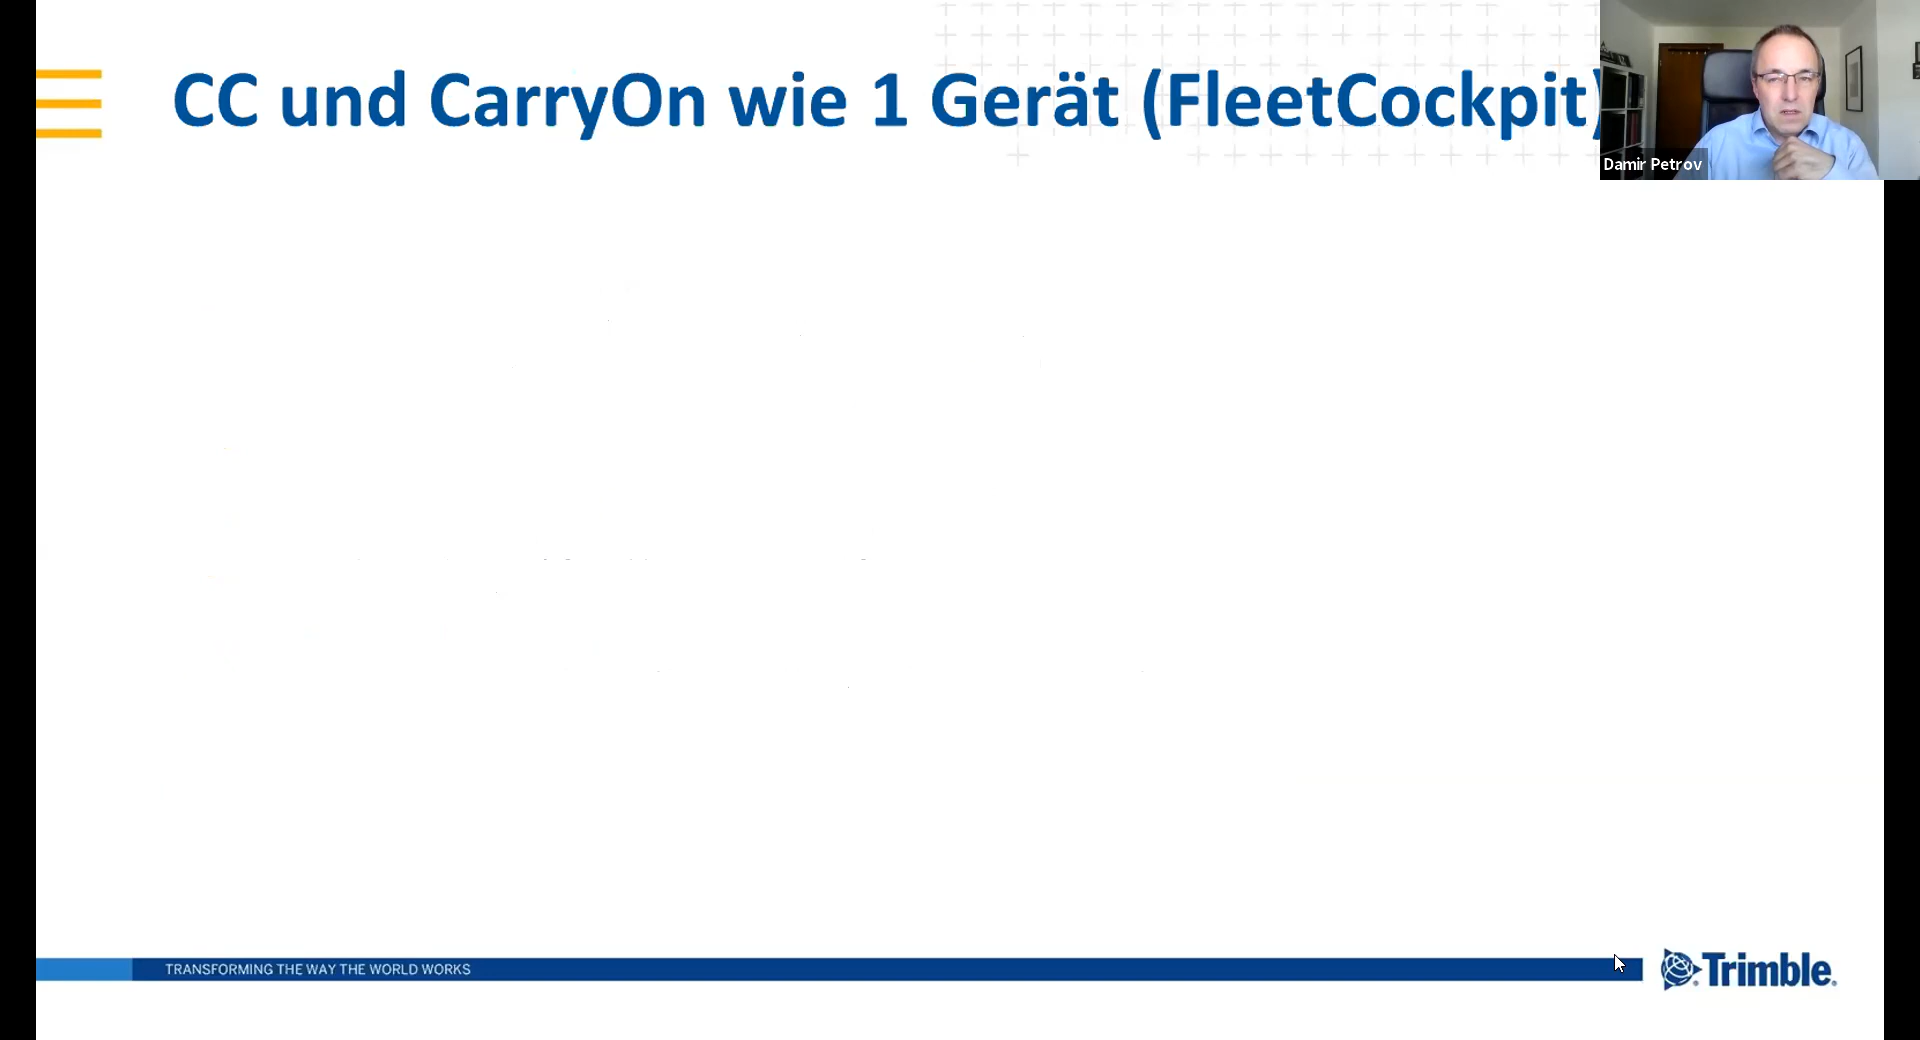 CC und CarryOn wie 1 Gerät (FleetCockpit)
Damir Petrov
TRANSFORMING THE WAY THE WORLD WORKS
Trimble